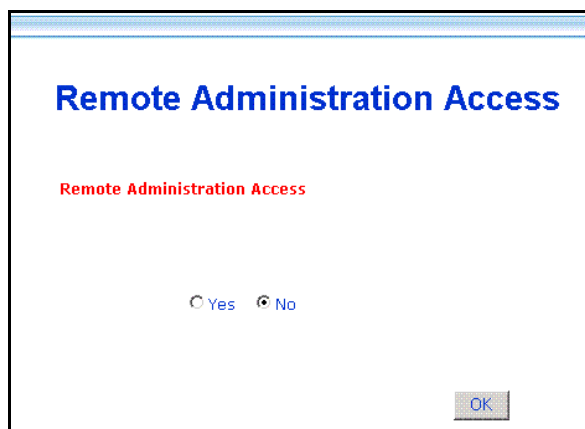 Remote Administration Access
Remote Administration Access
Yes No
OK